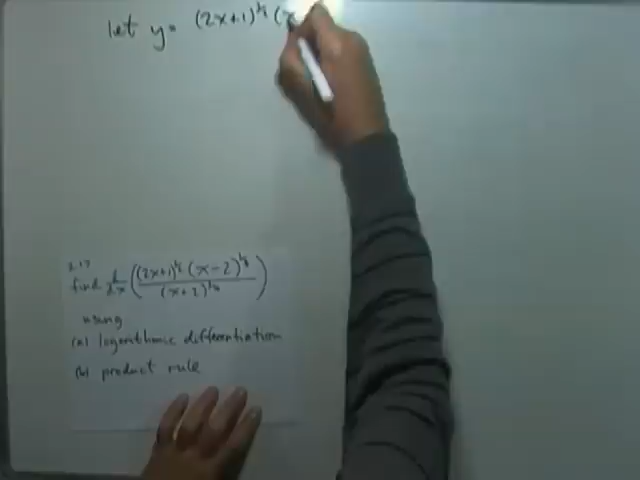 let y = (2x+1)^½ (x
2.17
find d/dx ( (2x+1)^½ (x-2)^⅓ / (x+2)^¼ )
using
(a) logarithmic differentiation
(b) product rule